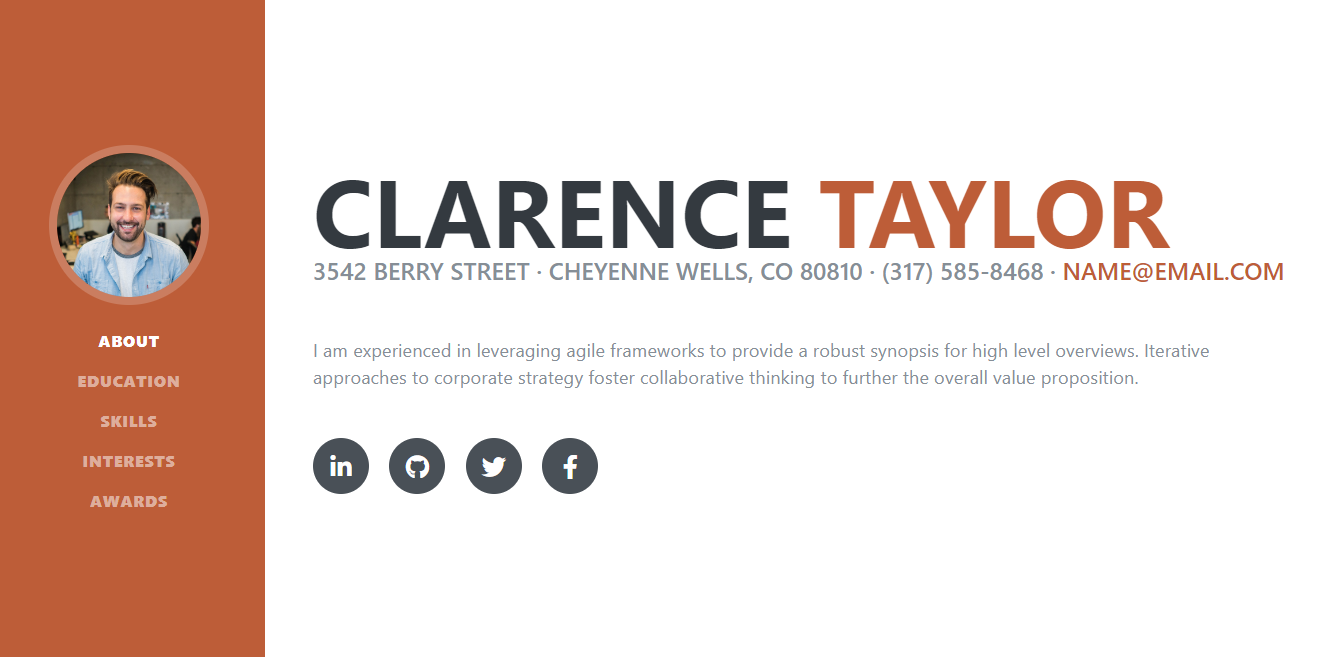 ABOUT
EDUCATION
SKILLS
INTERESTS
AWARDS
CLARENCE TAYLOR
3542 BERRY STREET · CHEYENNE WELLS, CO 80810 · (317) 585-8468 · NAME@EMAIL.COM
I am experienced in leveraging agile frameworks to provide a robust synopsis for high level overviews. Iterative
approaches to corporate strategy foster collaborative thinking to further the overall value proposition.
in
f